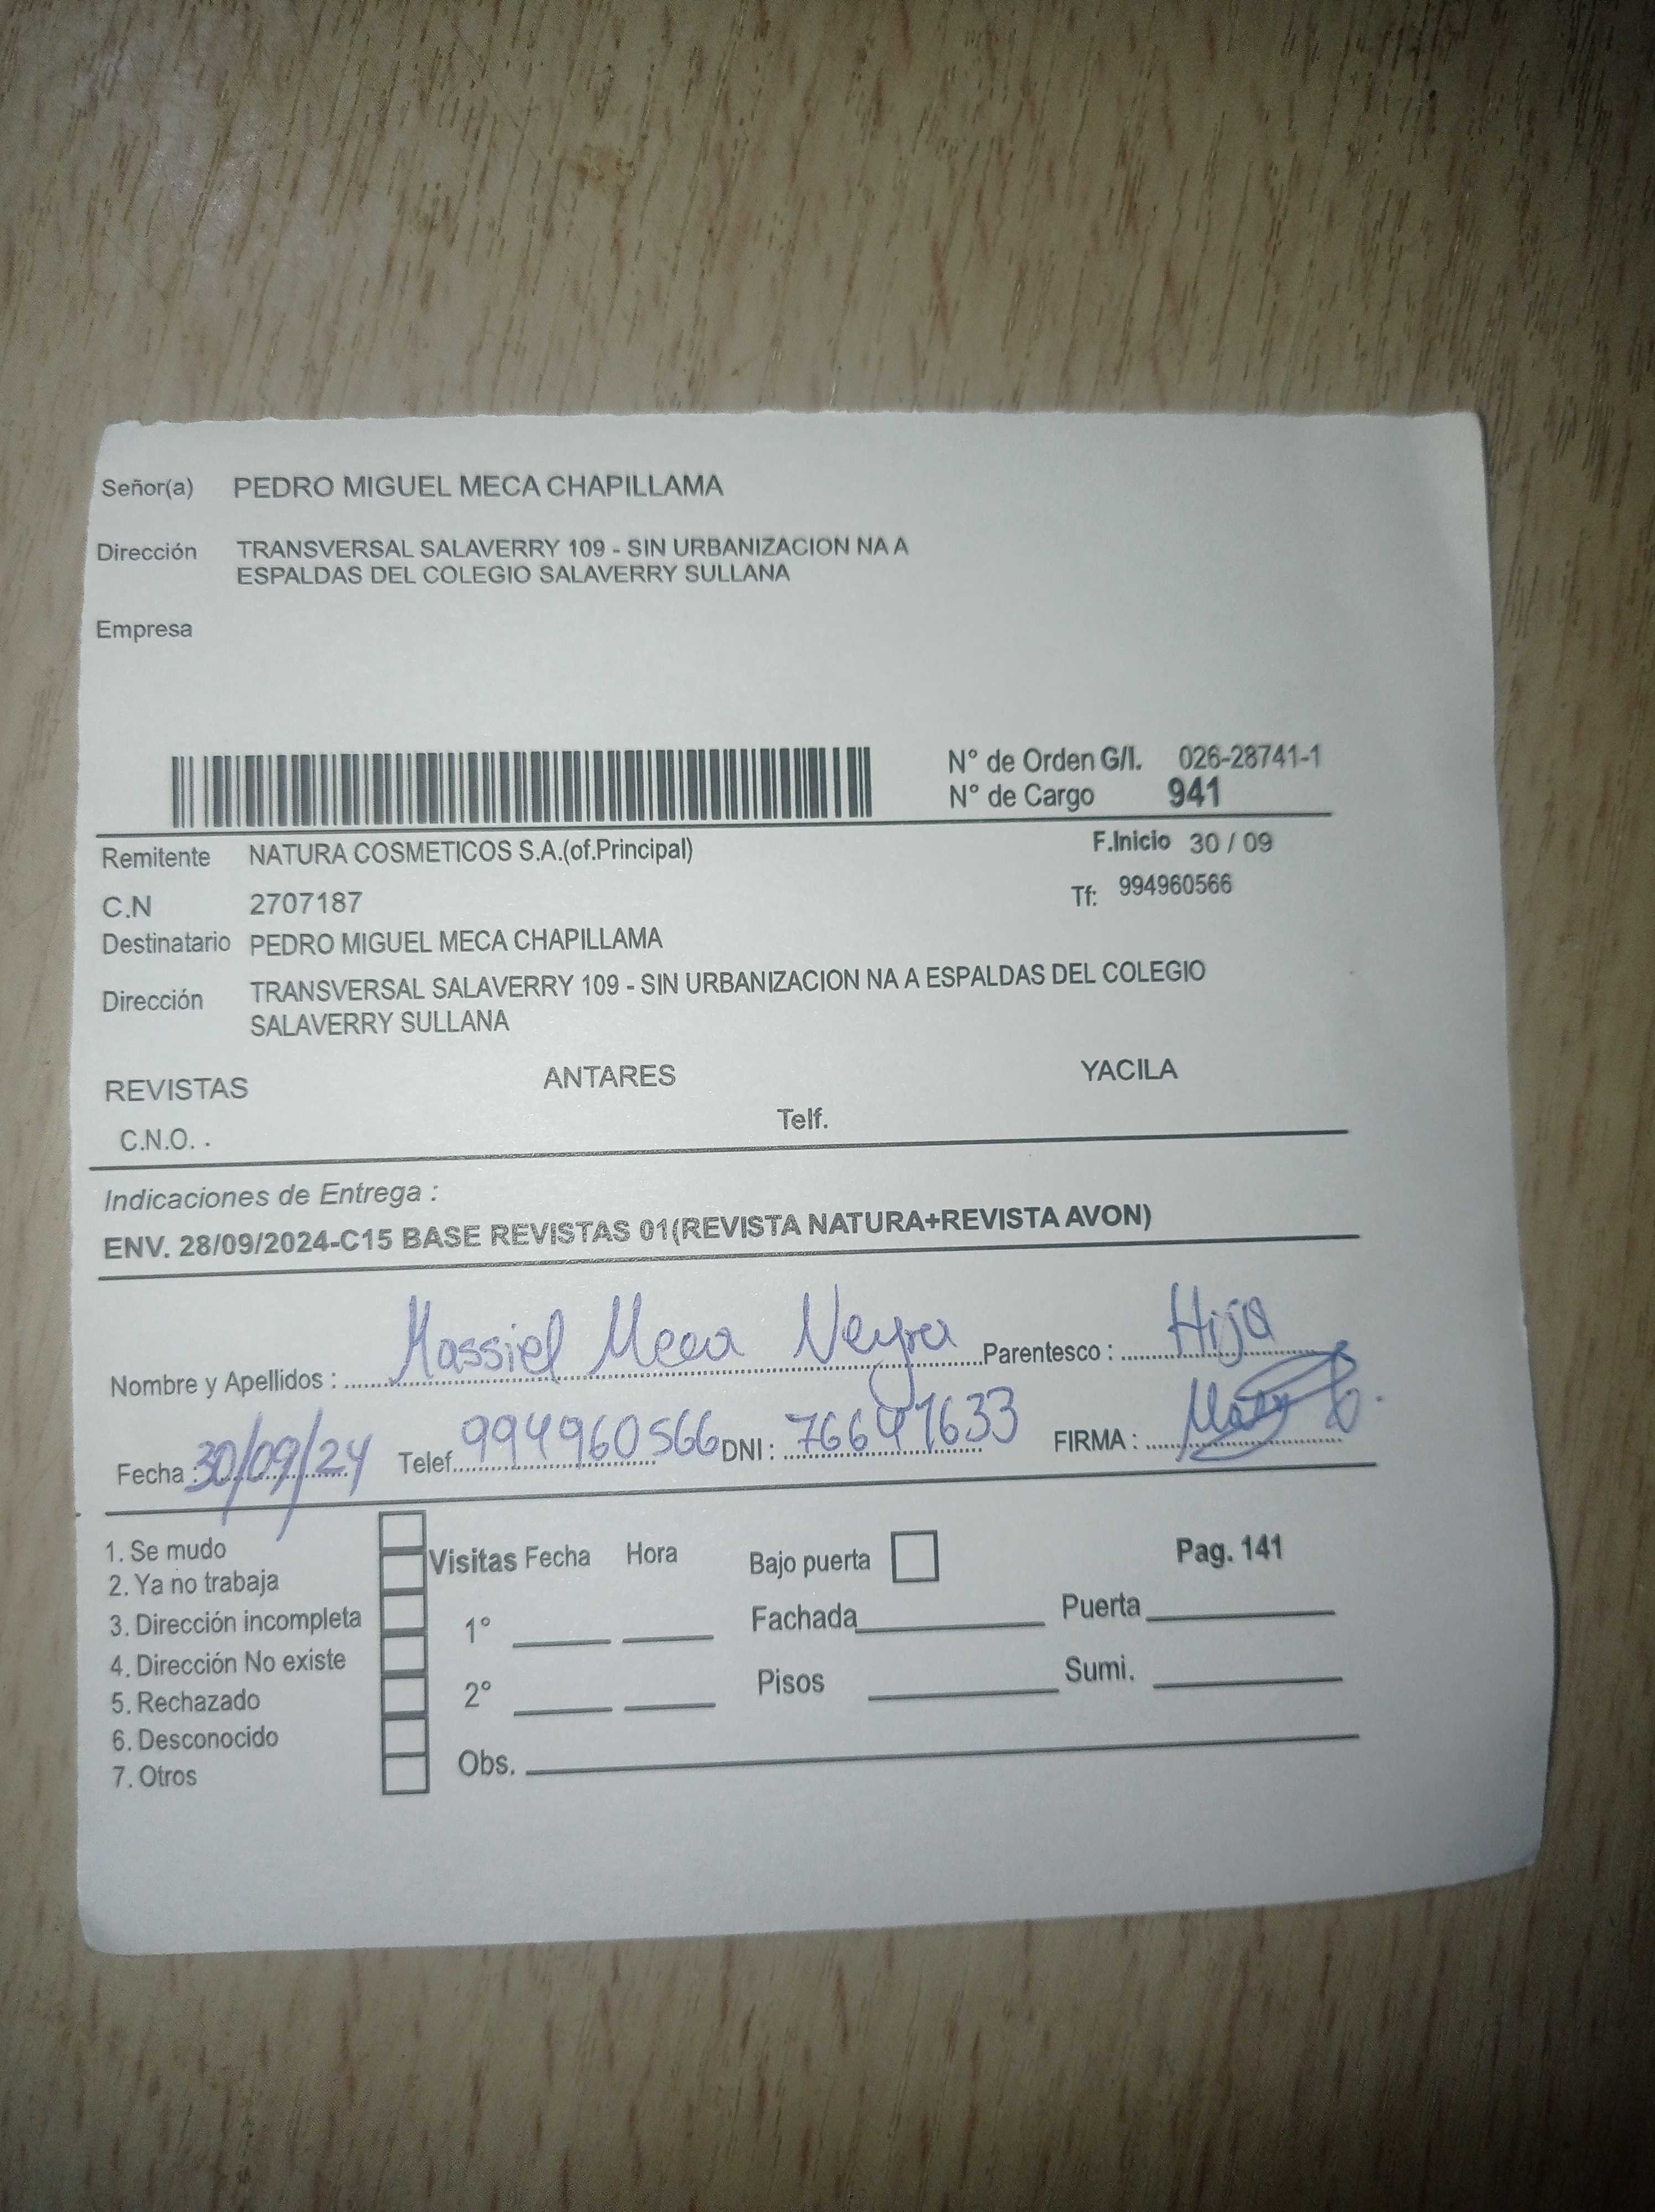 Señor(a) PEDRO MIGUEL MECA CHAPILLAMA
Dirección TRANSVERSAL SALAVERRY 109 - SIN URBANIZACION NA A
ESPALDAS DEL COLEGIO SALAVERRY SULLANA
Empresa
N° de Orden G/I. 026-28741-1
N° de Cargo 941
Remitente NATURA COSMETICOS S.A.(of.Principal) F.Inicio 30 / 09
C.N 2707187 Tf: 994960566
Destinatario PEDRO MIGUEL MECA CHAPILLAMA
Dirección TRANSVERSAL SALAVERRY 109 - SIN URBANIZACION NA A ESPALDAS DEL COLEGIO
SALAVERRY SULLANA
REVISTAS ANTARES YACILA
C.N.O. . Telf.
Indicaciones de Entrega :
ENV. 28/09/2024-C15 BASE REVISTAS 01(REVISTA NATURA+REVISTA AVON)
Nombre y Apellidos : Massiel Meca Neyra Parentesco : Hija
Fecha : 30/09/24 Telef. 994960566 DNI : 76641633 FIRMA :
1. Se mudo
2. Ya no trabaja
3. Dirección incompleta
4. Dirección No existe
5. Rechazado
6. Desconocido
7. Otros
Visitas Fecha Hora Bajo puerta Pag. 141
1° Fachada Puerta
2° Pisos Sumi.
Obs.